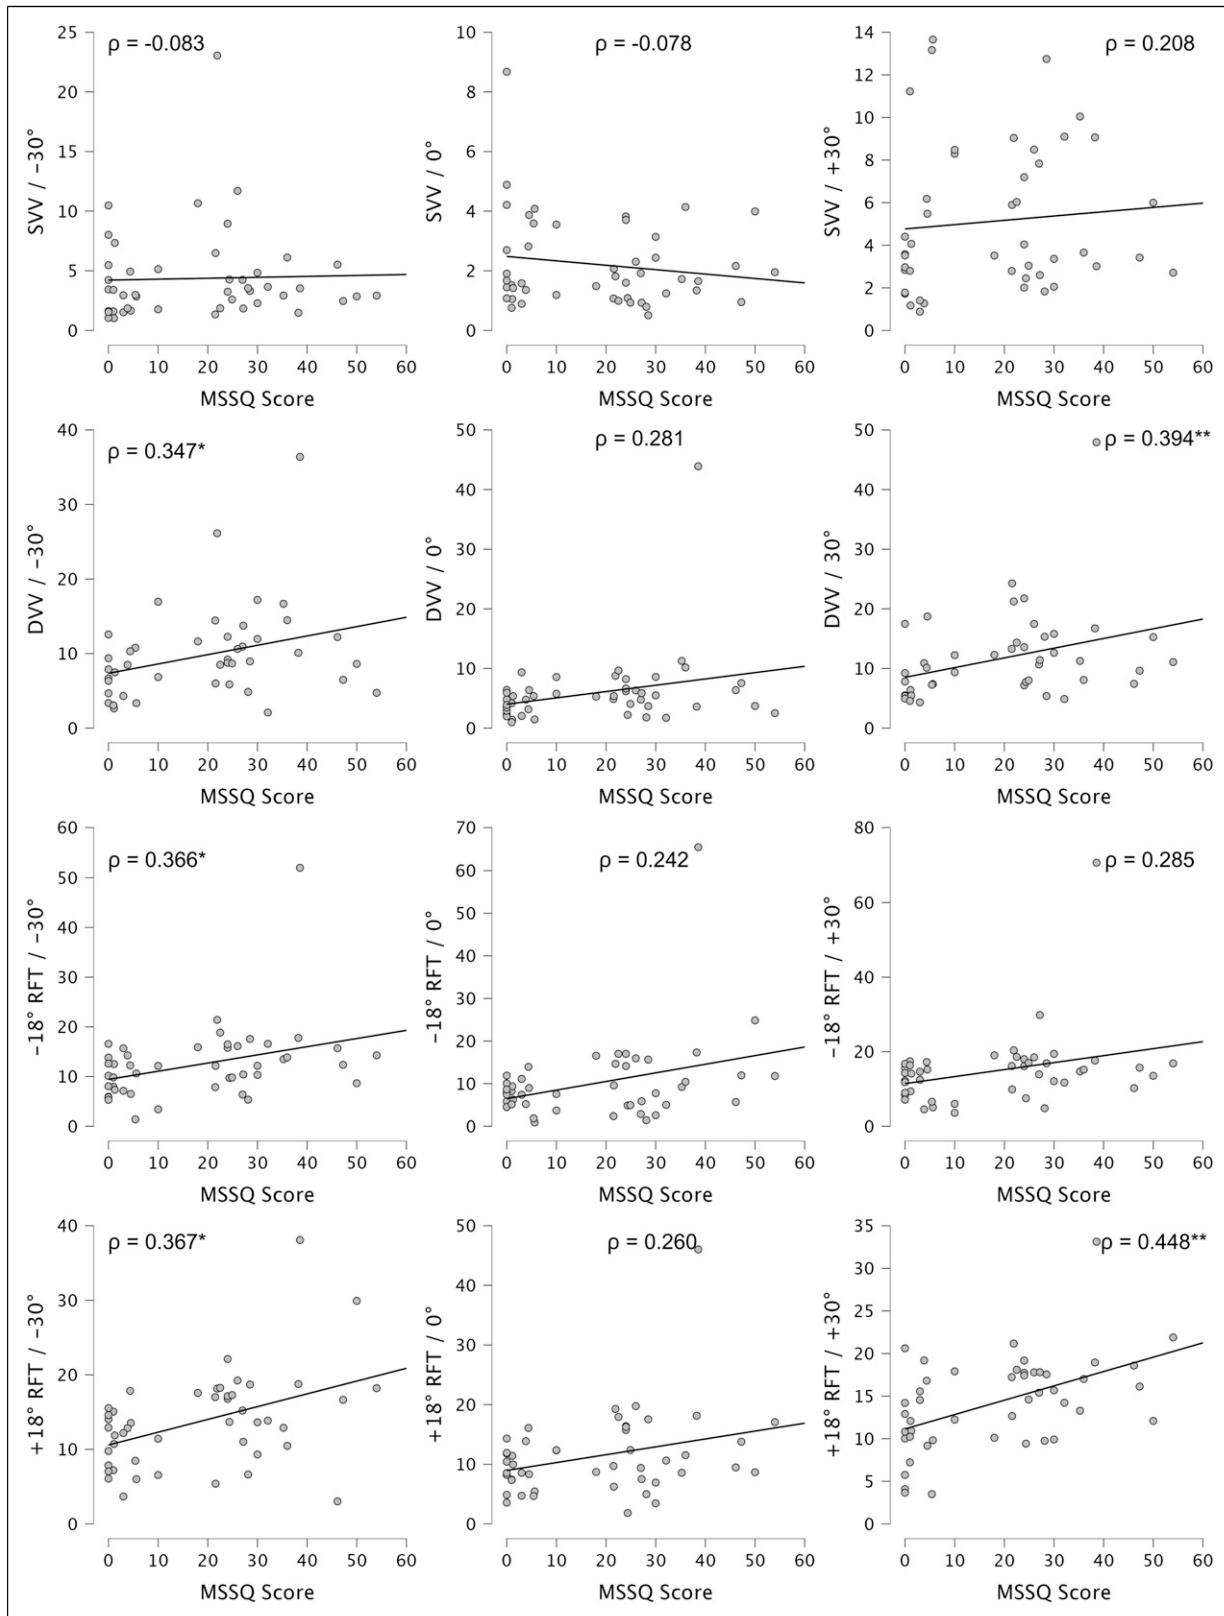 ρ = -0.083
SVV / −30°
25
20
15
10
5
0
0 10 20 30 40 50 60
MSSQ Score
ρ = -0.078
SVV / 0°
10
8
6
4
2
0
0 10 20 30 40 50 60
MSSQ Score
ρ = 0.208
SVV / +30°
14
12
10
8
6
4
2
0
0 10 20 30 40 50 60
MSSQ Score
ρ = 0.347*
DVV / −30°
40
30
20
10
0
0 10 20 30 40 50 60
MSSQ Score
ρ = 0.281
DVV / 0°
50
40
30
20
10
0
0 10 20 30 40 50 60
MSSQ Score
ρ = 0.394**
DVV / 30°
50
40
30
20
10
0
0 10 20 30 40 50 60
MSSQ Score
ρ = 0.366*
−18° RFT / −30°
60
50
40
30
20
10
0
0 10 20 30 40 50 60
MSSQ Score
ρ = 0.242
−18° RFT / 0°
70
60
50
40
30
20
10
0
0 10 20 30 40 50 60
MSSQ Score
ρ = 0.285
−18° RFT / +30°
80
60
40
20
0
0 10 20 30 40 50 60
MSSQ Score
ρ = 0.367*
+18° RFT / −30°
40
30
20
10
0
0 10 20 30 40 50 60
MSSQ Score
ρ = 0.260
+18° RFT / 0°
50
40
30
20
10
0
0 10 20 30 40 50 60
MSSQ Score
ρ = 0.448**
+18° RFT / +30°
35
30
25
20
15
10
5
0
0 10 20 30 40 50 60
MSSQ Score